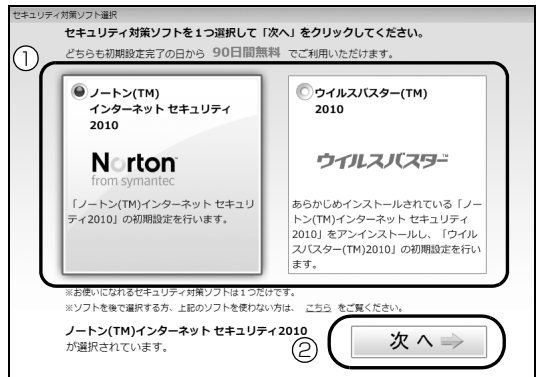 セキュリティ対策ソフト選択
セキュリティ対策ソフトを1つ選択して「次へ」をクリックしてください。
どちらも初期設定完了の日から 90日間無料 でご利用いただけます。
①
ノートン(TM)
インターネット セキュリティ
2010
Norton
from symantec
「ノートン(TM)インターネット セキュリ
ティ2010」の初期設定を行います。
ウイルスバスター(TM)
2010
ウイルスバスター™
あらかじめインストールされている「ノー
トン(TM)インターネット セキュリティ
2010」をアンインストールし、「ウイル
スバスター(TM)2010」の初期設定を行い
ます。
※お使いになれるセキュリティ対策ソフトは1つだけです。
※ソフトを後で選択する方、上記のソフトを使わない方は、 こちら をご覧ください。
ノートン(TM)インターネット セキュリティ2010
が選択されています。
②
次へ